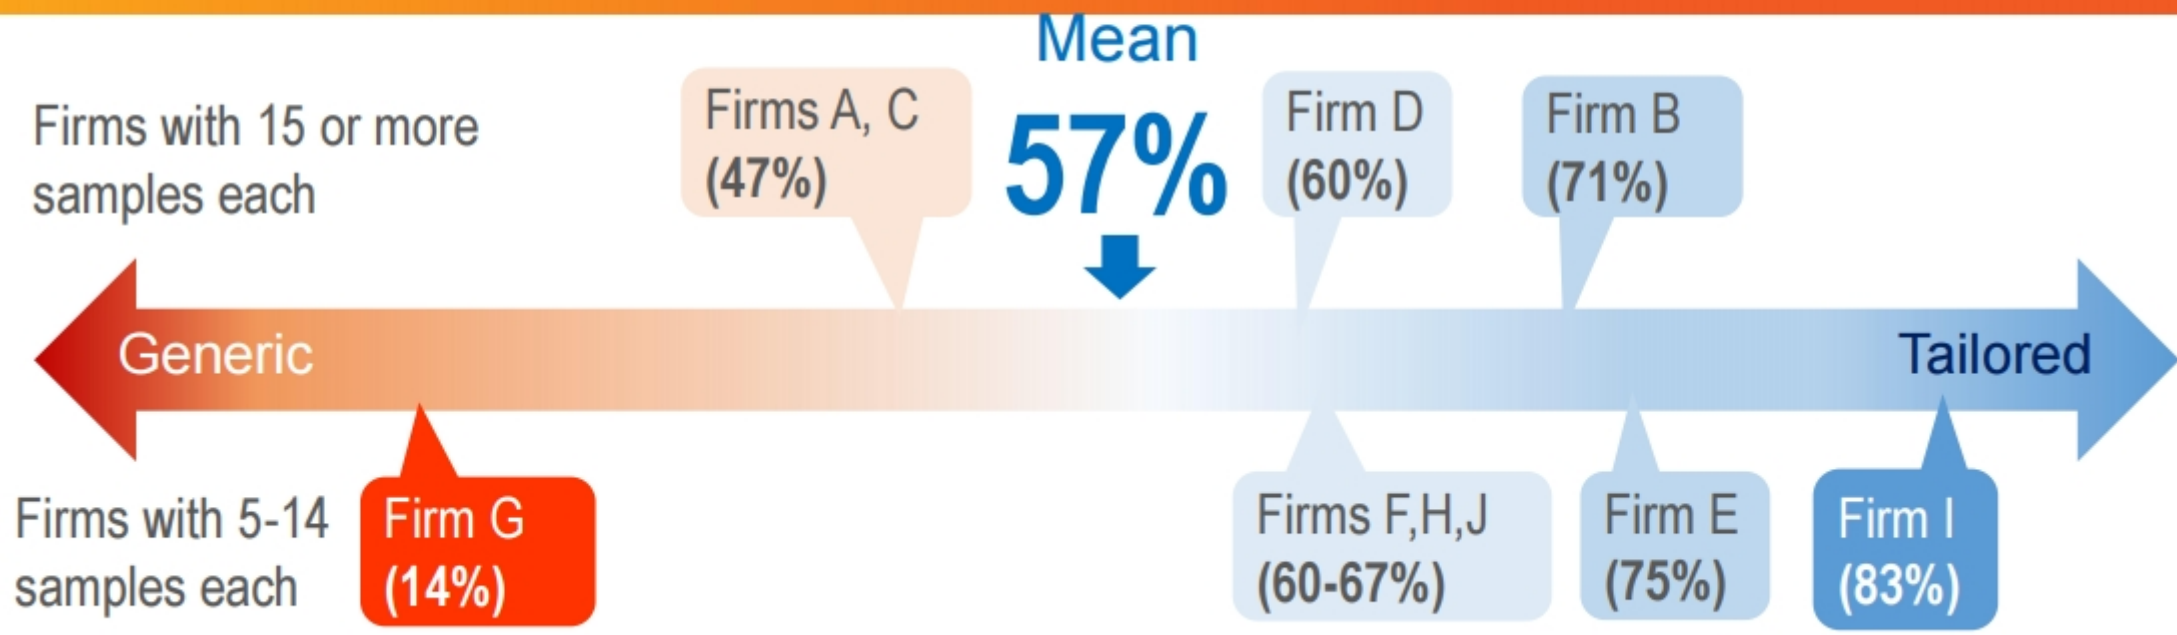 Mean
57%
Firms with 15 or more
samples each
Firms A, C
(47%)
Firm D
(60%)
Firm B
(71%)
Generic
Tailored
Firms with 5-14
samples each
Firm G
(14%)
Firms F,H,J
(60-67%)
Firm E
(75%)
Firm I
(83%)